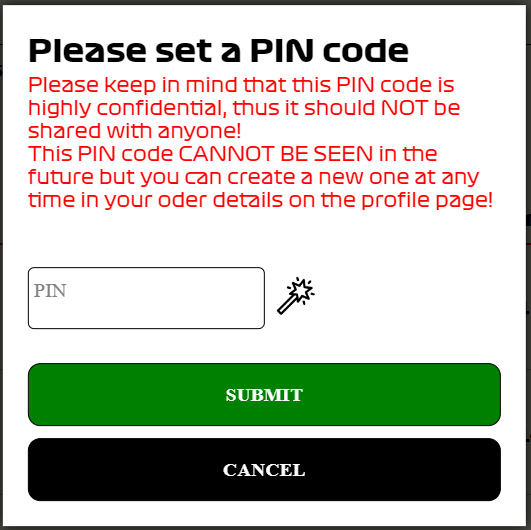 Please set a PIN code
Please keep in mind that this PIN code is
highly confidential, thus it should NOT be
shared with anyone!
This PIN code CANNOT BE SEEN in the
future but you can create a new one at any
time in your oder details on the profile page!
PIN
SUBMIT
CANCEL